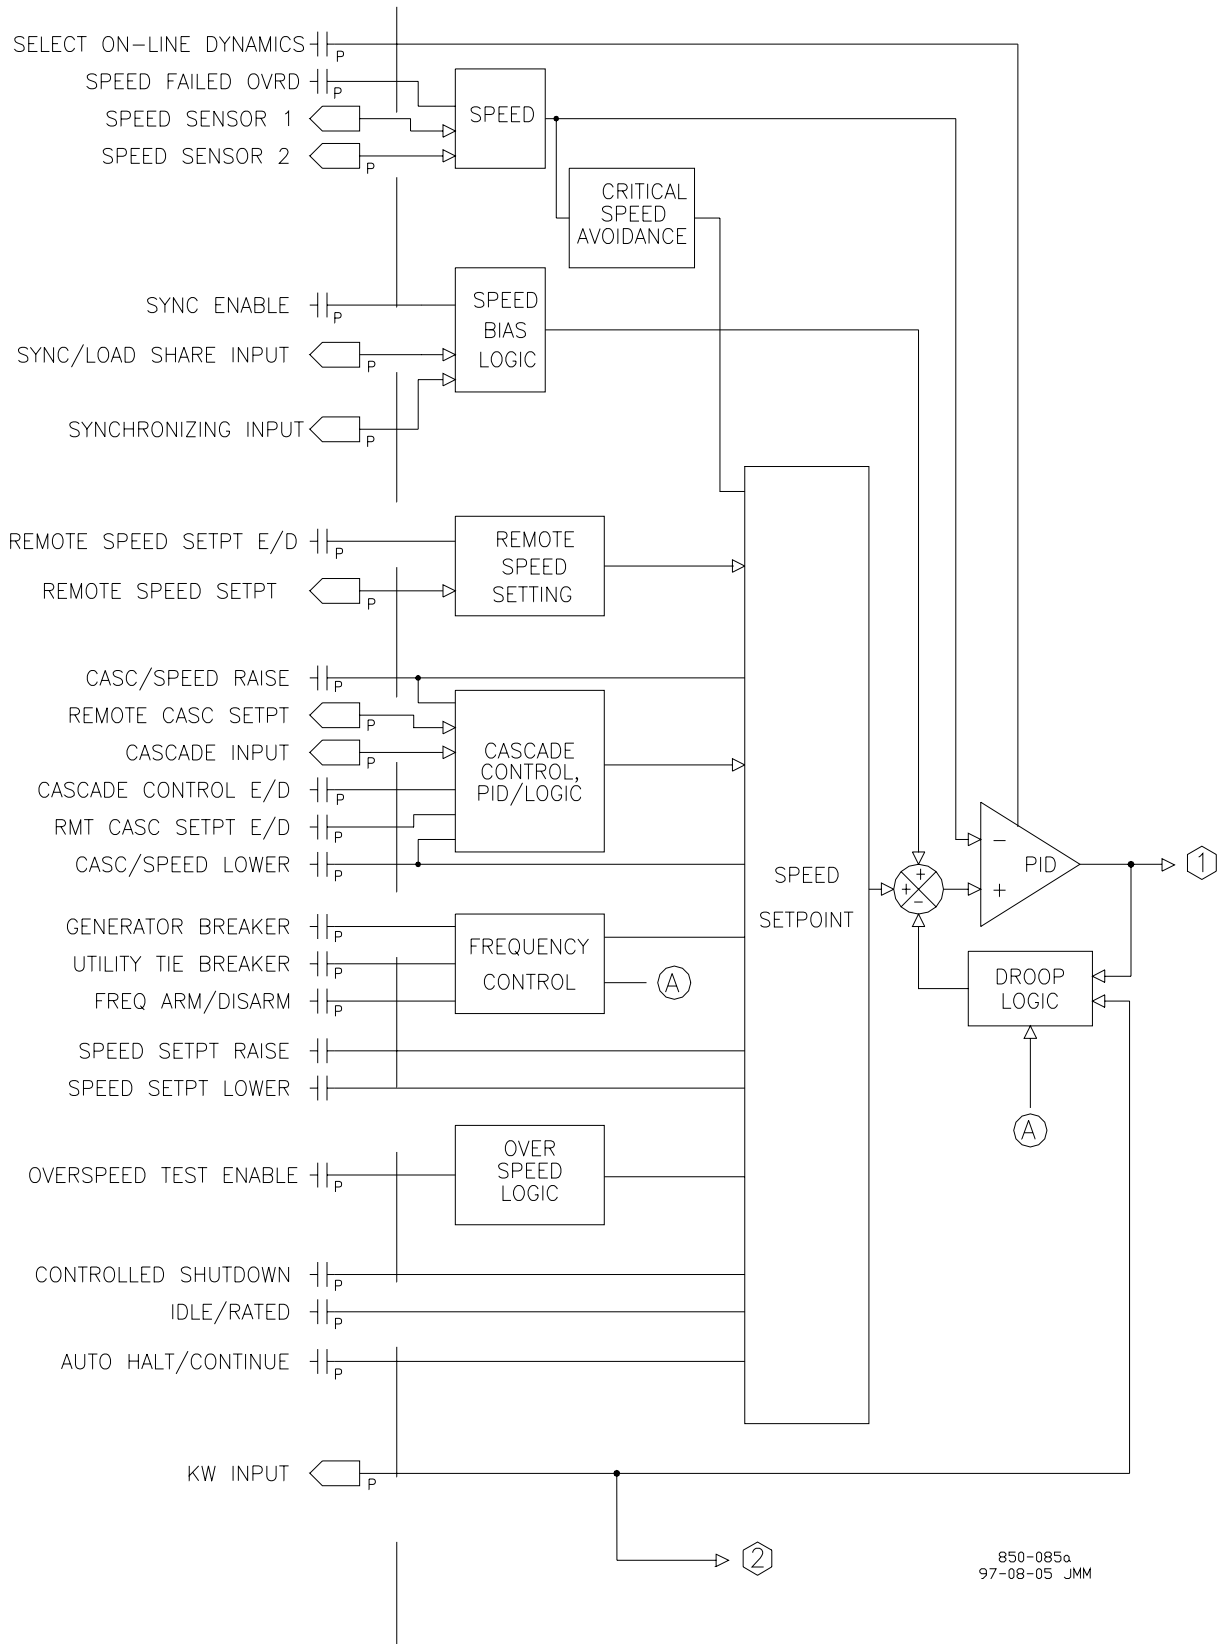 SELECT ON-LINE DYNAMICS P
SPEED FAILED OVRD P
SPEED SENSOR 1
SPEED SENSOR 2 P
SPEED
CRITICAL
SPEED
AVOIDANCE
SYNC ENABLE P
SYNC/LOAD SHARE INPUT P
SYNCHRONIZING INPUT P
SPEED
BIAS
LOGIC
REMOTE SPEED SETPT E/D P
REMOTE SPEED SETPT P
REMOTE
SPEED
SETTING
CASC/SPEED RAISE P
REMOTE CASC SETPT P
CASCADE INPUT P
CASCADE CONTROL E/D P
RMT CASC SETPT E/D P
CASC/SPEED LOWER P
CASCADE
CONTROL,
PID/LOGIC
SPEED
SETPOINT
+
+
−
−
+
PID
1
GENERATOR BREAKER P
UTILITY TIE BREAKER P
FREQ ARM/DISARM P
FREQUENCY
CONTROL
A
DROOP
LOGIC
A
SPEED SETPT RAISE P
SPEED SETPT LOWER P
OVERSPEED TEST ENABLE P
OVER
SPEED
LOGIC
CONTROLLED SHUTDOWN P
IDLE/RATED P
AUTO HALT/CONTINUE P
KW INPUT P
2
850-085a
97-08-05 JMM